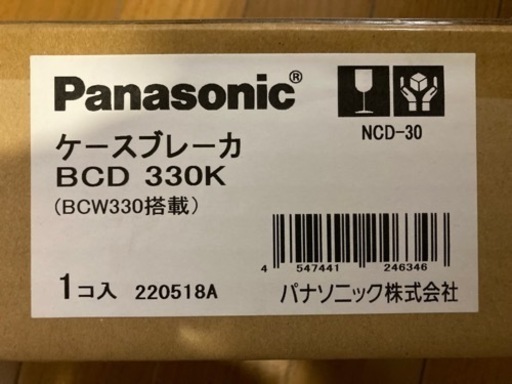 Panasonic®
NCD-30
ケースブレーカ
BCD 330K
(BCW330搭載)
4 547441 246346
1コ入 220518A
パナソニック株式会社